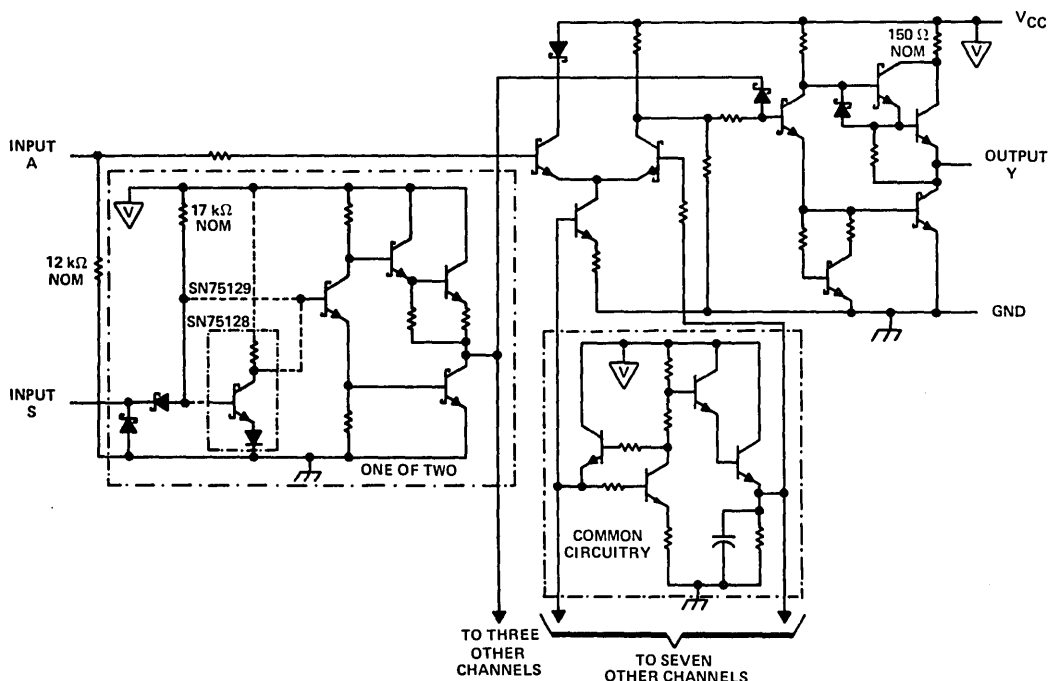 VCC
150 Ω
NOM
V
INPUT
A
OUTPUT
Y
V
17 kΩ
NOM
12 kΩ
NOM
SN75129
SN75128
GND
INPUT
S
V
ONE OF TWO
COMMON
CIRCUITRY
TO THREE
OTHER
CHANNELS
TO SEVEN
OTHER CHANNELS